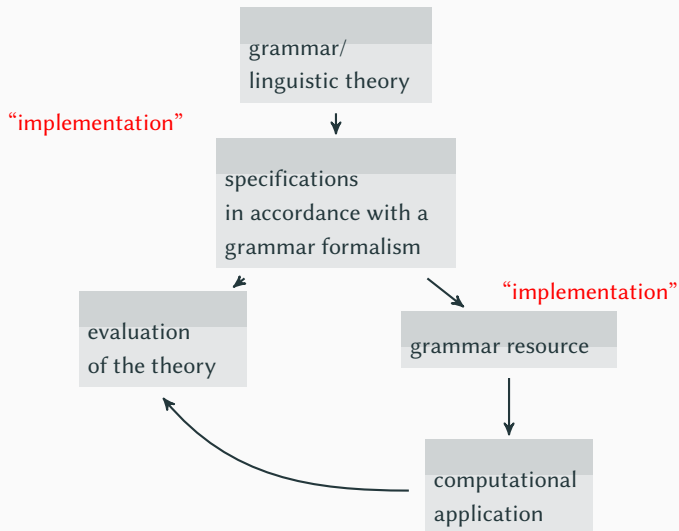 grammar/
linguistic theory
“implementation”
specifications
in accordance with a
grammar formalism
“implementation”
evaluation
of the theory
grammar resource
computational
application